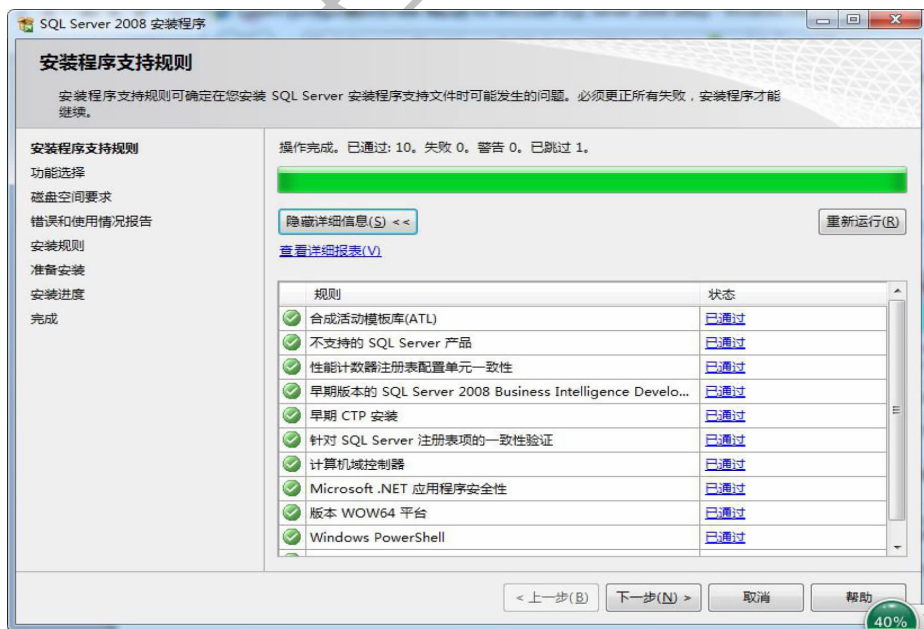 SQL Server 2008 安装程序
安装程序支持规则
安装程序支持规则可确定在您安装 SQL Server 安装程序支持文件时可能发生的问题。必须更正所有失败，安装程序才能
继续。
安装程序支持规则
功能选择
磁盘空间要求
错误和使用情况报告
安装规则
准备安装
安装进度
完成
操作完成。已通过: 10。失败 0。警告 0。已跳过 1。
隐藏详细信息(S) <<
重新运行(R)
查看详细报表(V)
规则 状态
合成活动模板库(ATL) 已通过
不支持的 SQL Server 产品 已通过
性能计数器注册表配置单元一致性 已通过
早期版本的 SQL Server 2008 Business Intelligence Develo... 已通过
早期 CTP 安装 已通过
针对 SQL Server 注册表项的一致性验证 已通过
计算机域控制器 已通过
Microsoft .NET 应用程序安全性 已通过
版本 WOW64 平台 已通过
Windows PowerShell 已通过
< 上一步(B) 下一步(N) > 取消 帮助
40%